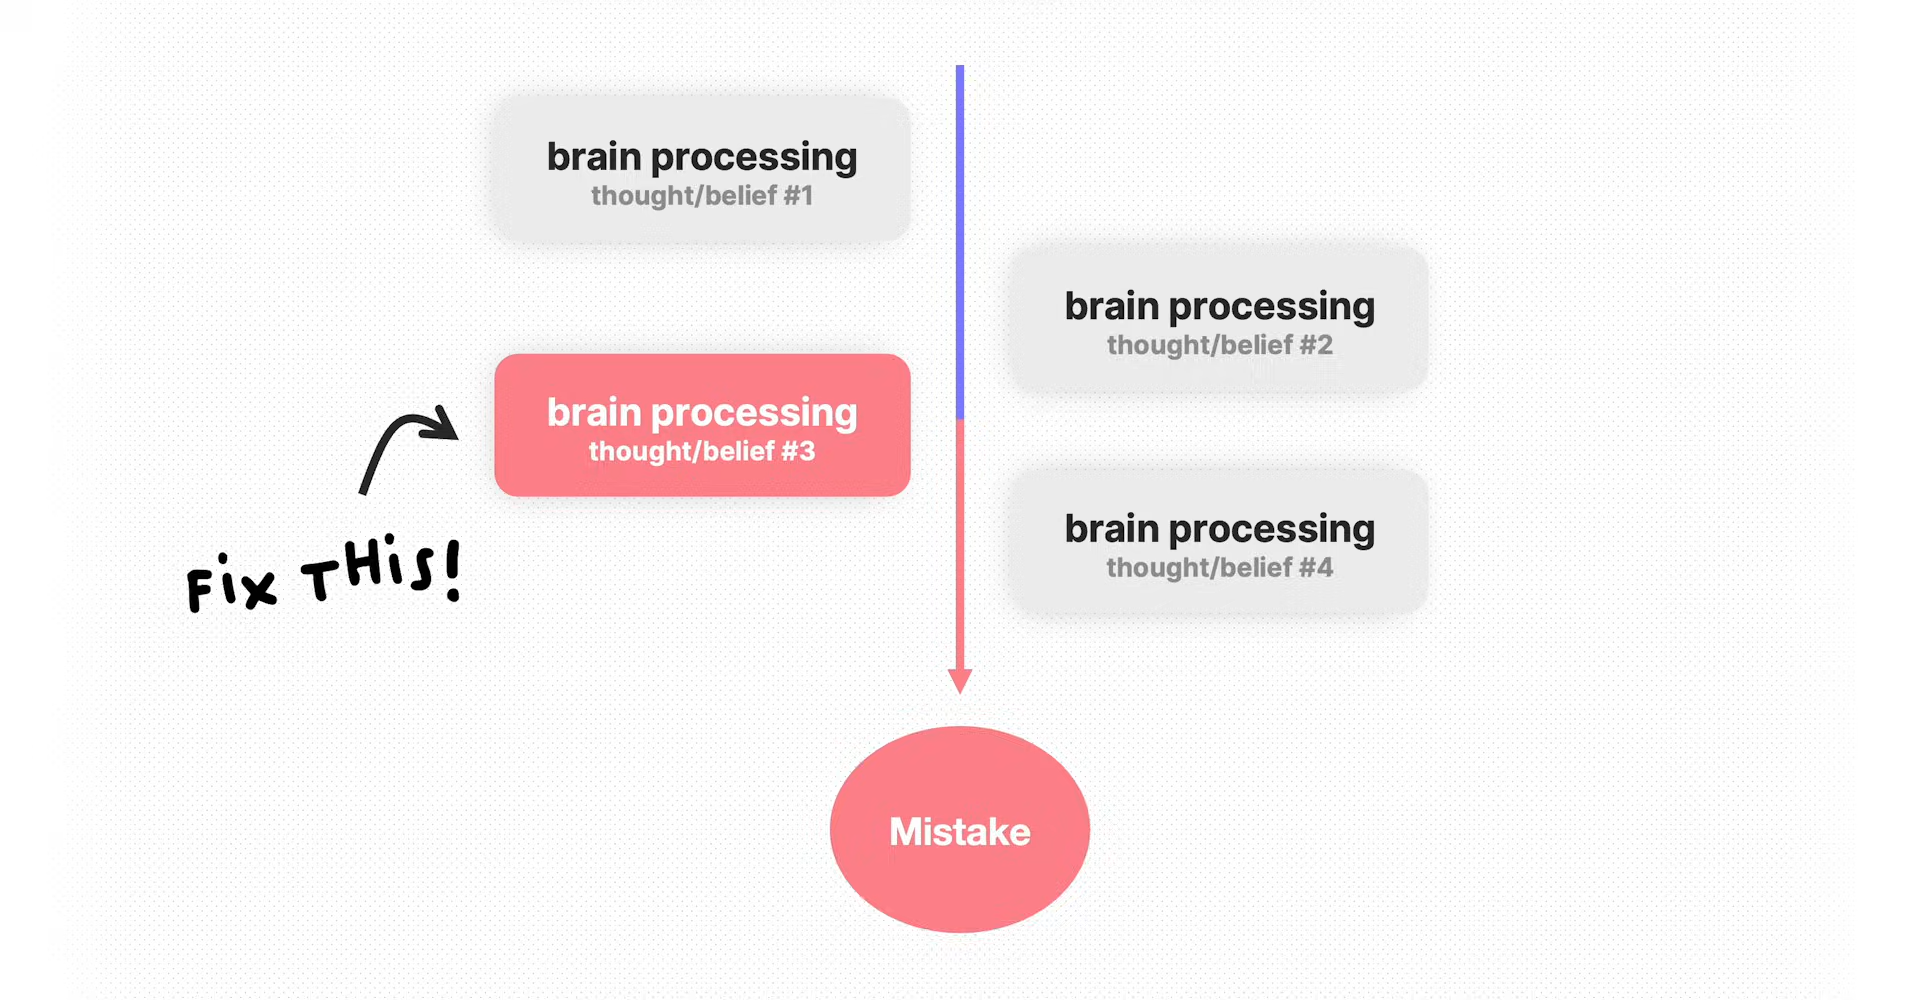 brain processing
thought/belief #1
brain processing
thought/belief #2
brain processing
thought/belief #3
FiX THiS!
brain processing
thought/belief #4
Mistake